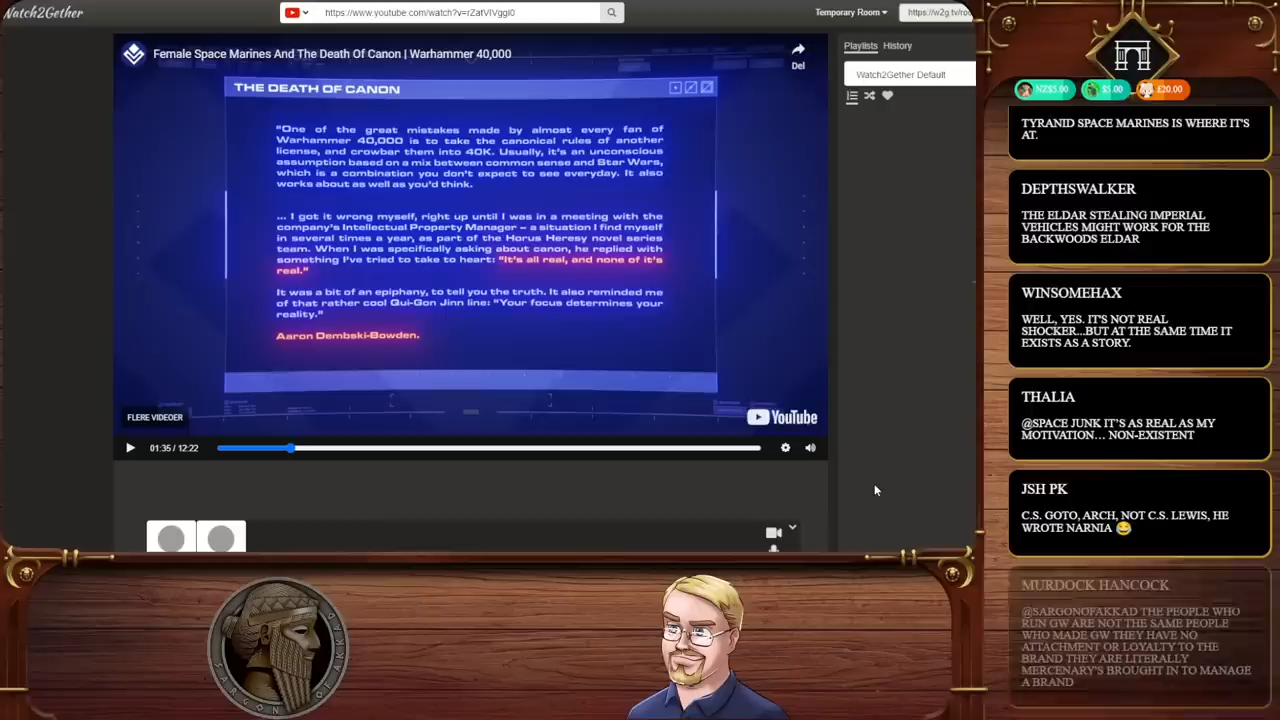 Watch2Gether
https://www.youtube.com/watch?v=rZatVIVggI0
Temporary Room
https://w2g.tv/roo
Female Space Marines And The Death Of Canon | Warhammer 40,000
Del
THE DEATH OF CANON
"One of the great mistakes made by almost every fan of
Warhammer 40,000 is to take the canonical rules of another
license, and crowbar them into 40K. Usually, it's an unconscious
assumption based on a mix between common sense and Star Wars,
which is a combination you don't expect to see everyday. It also
works about as well as you'd think.
... I got it wrong myself, right up until I was in a meeting with the
company's Intellectual Property Manager – a situation I find myself
in several times a year, as part of the Horus Heresy novel series
team. When I was specifically asking about canon, he replied with
something I've tried to take to heart: "It's all real, and none of it's
real."
It was a bit of an epiphany, to tell you the truth. It also reminded me
of that rather cool Qui-Gon Jinn line: "Your focus determines your
reality."
Aaron Dembski-Bowden.
FLERE VIDEOER
YouTube
01:35 / 12:22
Playlists History
Watch2Gether Default
NZ$5.00
$5.00
£20.00
TYRANID SPACE MARINES IS WHERE IT'S
AT.
DEPTHSWALKER
THE ELDAR STEALING IMPERIAL
VEHICLES MIGHT WORK FOR THE
BACKWOODS ELDAR
WINSOMEHAX
WELL, YES. IT'S NOT REAL
SHOCKER...BUT AT THE SAME TIME IT
EXISTS AS A STORY.
THALIA
@SPACE JUNK IT'S AS REAL AS MY
MOTIVATION... NON-EXISTENT
JSH PK
C.S. GOTO, ARCH, NOT C.S. LEWIS, HE
WROTE NARNIA 😅
MURDOCK HANCOCK
@SARGONOFAKKAD THE PEOPLE WHO
RUN GW ARE NOT THE SAME PEOPLE
WHO MADE GW THEY HAVE NO
ATTACHMENT OR LOYALTY TO THE
BRAND THEY ARE LITERALLY
MERCENARY'S BROUGHT IN TO MANAGE
A BRAND
SARGON OF AKKAD